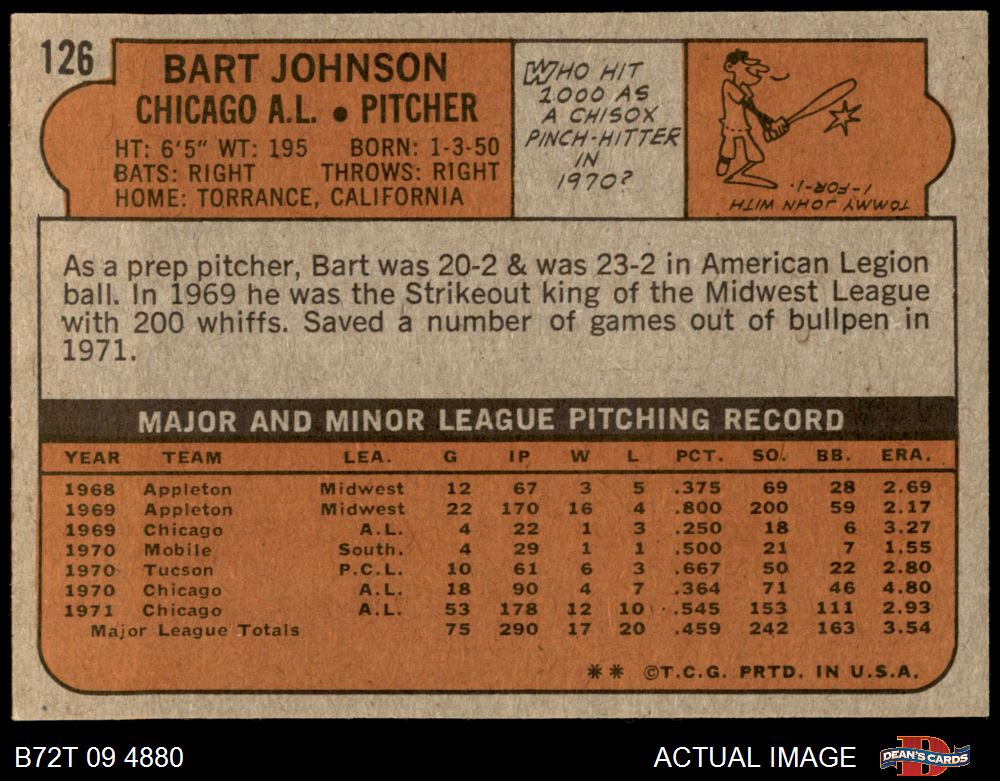 126
BART JOHNSON
CHICAGO A.L. • PITCHER
HT: 6'5" WT: 195 BORN: 1-3-50
BATS: RIGHT THROWS: RIGHT
HOME: TORRANCE, CALIFORNIA
WHO HIT
1000 AS
A CHISOX
PINCH-HITTER
IN
1970?
TOMMY JOHN WITH
1-FOR-1.
As a prep pitcher, Bart was 20-2 & was 23-2 in American Legion
ball. In 1969 he was the Strikeout king of the Midwest League
with 200 whiffs. Saved a number of games out of bullpen in
1971.
MAJOR AND MINOR LEAGUE PITCHING RECORD
YEAR TEAM LEA. G IP W L PCT. SO. BB. ERA.
1968 Appleton Midwest 12 67 3 5 .375 69 28 2.69
1969 Appleton Midwest 22 170 16 4 .800 200 59 2.17
1969 Chicago A.L. 4 22 1 3 .250 18 6 3.27
1970 Mobile South. 4 29 1 1 .500 21 7 1.55
1970 Tucson P.C.L. 10 61 6 3 .667 50 22 2.80
1970 Chicago A.L. 18 90 4 7 .364 71 46 4.80
1971 Chicago A.L. 53 178 12 10 .545 153 111 2.93
Major League Totals 75 290 17 20 .459 242 163 3.54
** ©T.C.G. PRTD. IN U.S.A.
B72T 09 4880 ACTUAL IMAGE
DEAN'S CARDS